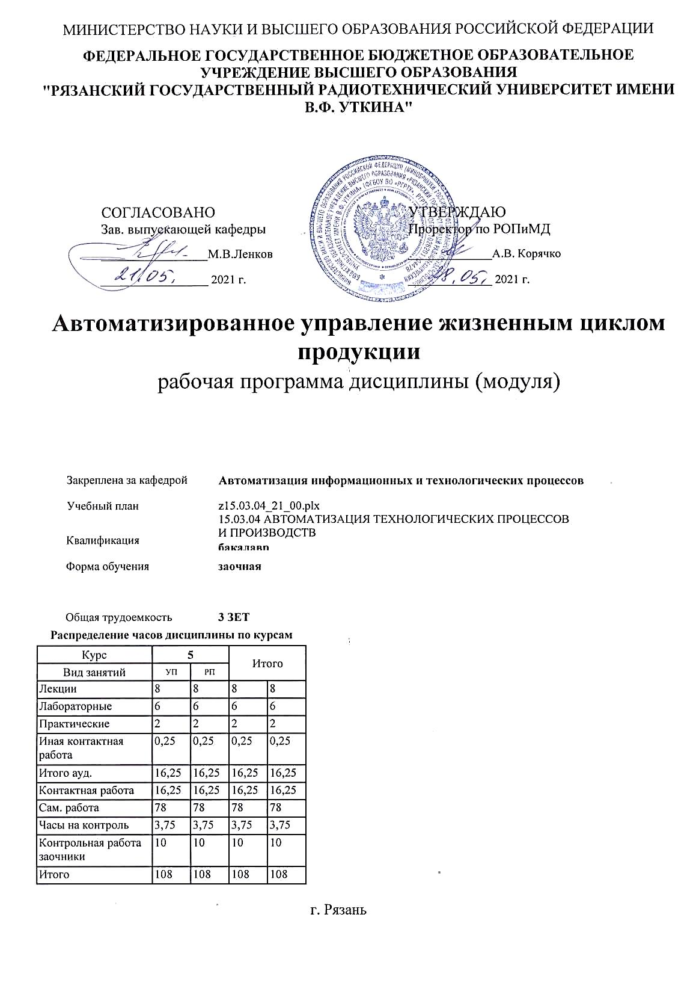 МИНИСТЕРСТВО НАУКИ И ВЫСШЕГО ОБРАЗОВАНИЯ РОССИЙСКОЙ ФЕДЕРАЦИИ
ФЕДЕРАЛЬНОЕ ГОСУДАРСТВЕННОЕ БЮДЖЕТНОЕ ОБРАЗОВАТЕЛЬНОЕ
УЧРЕЖДЕНИЕ ВЫСШЕГО ОБРАЗОВАНИЯ
"РЯЗАНСКИЙ ГОСУДАРСТВЕННЫЙ РАДИОТЕХНИЧЕСКИЙ УНИВЕРСИТЕТ ИМЕНИ
В.Ф. УТКИНА"
СОГЛАСОВАНО
Зав. выпускающей кафедры
М.В.Ленков
21.05. 2021 г.
УТВЕРЖДАЮ
Проректор по РОПиМД
А.В. Корячко
28.05. 2021 г.
Автоматизированное управление жизненным циклом
продукции
рабочая программа дисциплины (модуля)
Закреплена за кафедрой Автоматизация информационных и технологических процессов
Учебный план z15.03.04_21_00.plx
15.03.04 АВТОМАТИЗАЦИЯ ТЕХНОЛОГИЧЕСКИХ ПРОЦЕССОВ
И ПРОИЗВОДСТВ
Квалификация бакалавр
Форма обучения заочная
Общая трудоемкость 3 ЗЕТ
Распределение часов дисциплины по курсам
Курс 5 Итого
Вид занятий УП РП
Лекции 8 8 8 8
Лабораторные 6 6 6 6
Практические 2 2 2 2
Иная контактная
работа 0,25 0,25 0,25 0,25
Итого ауд. 16,25 16,25 16,25 16,25
Контактная работа 16,25 16,25 16,25 16,25
Сам. работа 78 78 78 78
Часы на контроль 3,75 3,75 3,75 3,75
Контрольная работа
заочники 10 10 10 10
Итого 108 108 108 108
г. Рязань